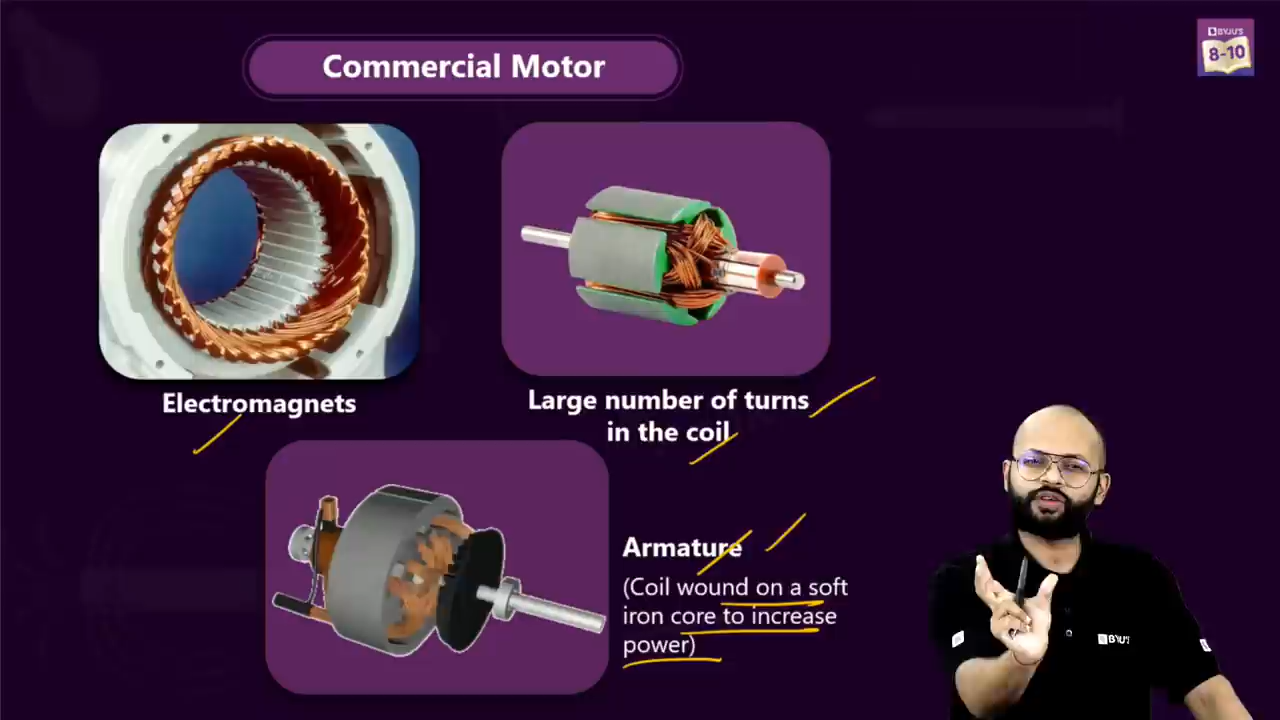 Commercial Motor
BYJU'S
8-10
Electromagnets
Large number of turns
in the coil
Armature
(Coil wound on a soft
iron core to increase
power)
BYJU'S